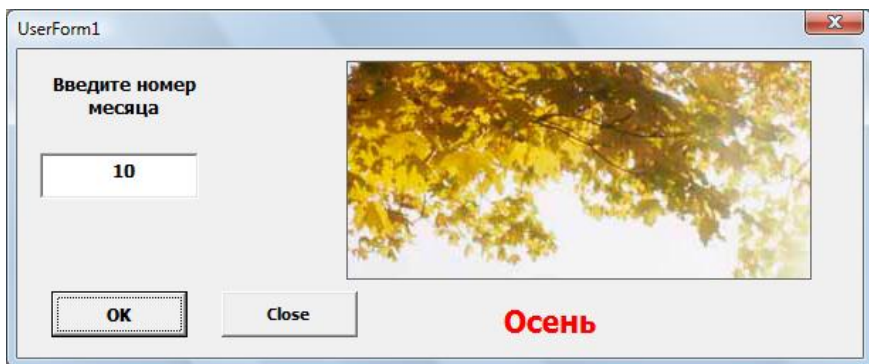 UserForm1
Введите номер
месяца
10
OK
Close
Осень